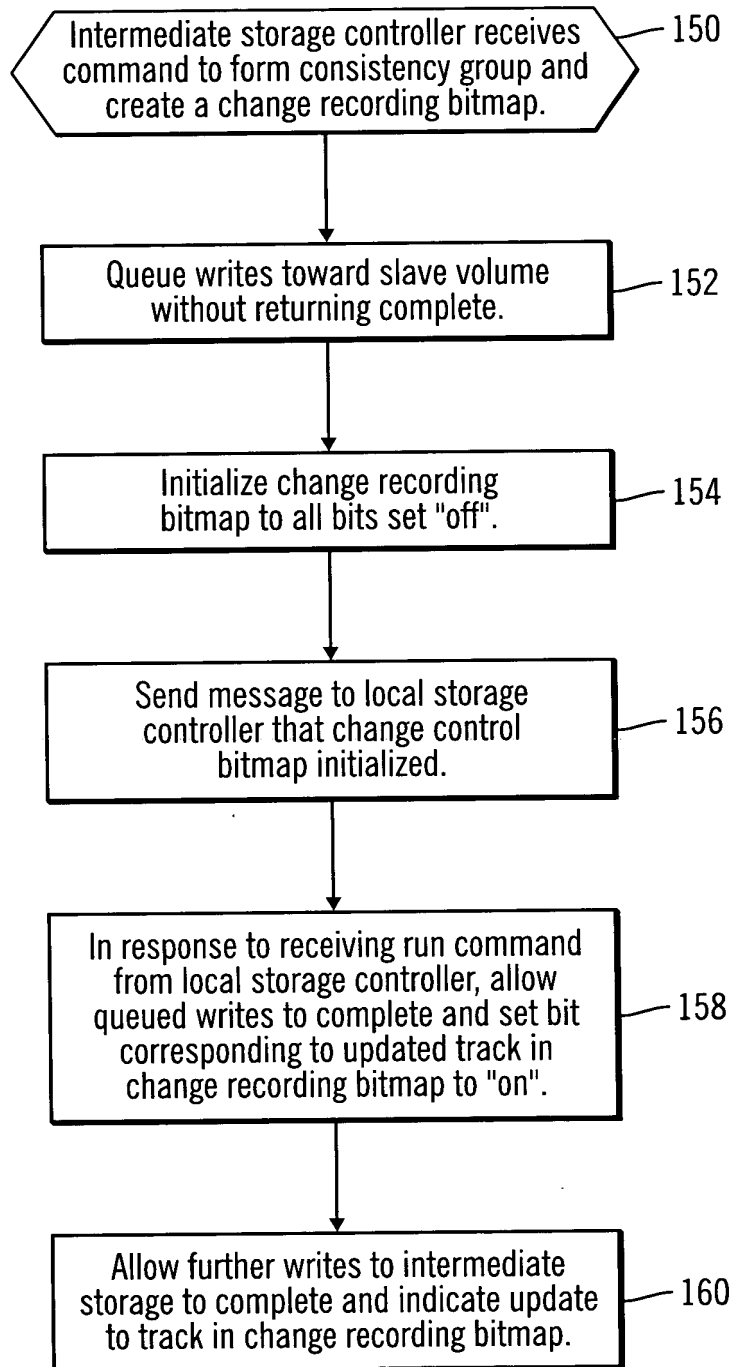 Intermediate storage controller receives
command to form consistency group and
create a change recording bitmap.
150
Queue writes toward slave volume
without returning complete.
152
Initialize change recording
bitmap to all bits set "off".
154
Send message to local storage
controller that change control
bitmap initialized.
156
In response to receiving run command
from local storage controller, allow
queued writes to complete and set bit
corresponding to updated track in
change recording bitmap to "on".
158
Allow further writes to intermediate
storage to complete and indicate update
to track in change recording bitmap.
160